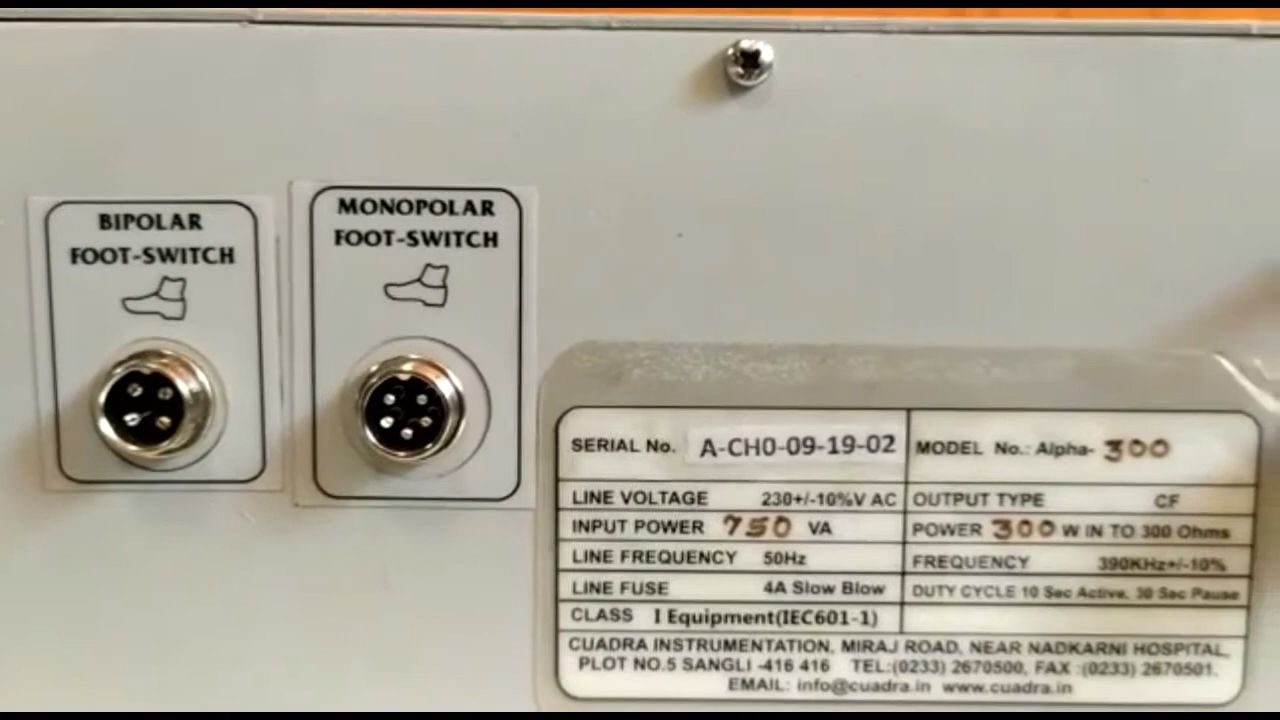 BIPOLAR
FOOT-SWITCH
MONOPOLAR
FOOT-SWITCH
SERIAL No. A-CH0-09-19-02 MODEL No.: Alpha-300
LINE VOLTAGE 230+/-10%V AC OUTPUT TYPE CF
INPUT POWER 750 VA POWER 300 W IN TO 300 Ohms
LINE FREQUENCY 50Hz FREQUENCY 390KHz+/-10%
LINE FUSE 4A Slow Blow DUTY CYCLE 10 Sec Active, 30 Sec Pause
CLASS I Equipment(IEC601-1)
CUADRA INSTRUMENTATION, MIRAJ ROAD, NEAR NADKARNI HOSPITAL,
PLOT NO.5 SANGLI -416 416 TEL:(0233) 2670500, FAX :(0233) 2670501.
EMAIL: info@cuadra.in www.cuadra.in